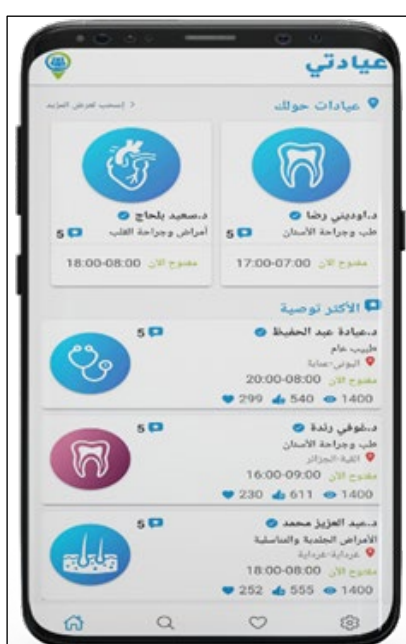 عيادتي
عيادات حولك
إسحب لعرض المزيد >
د.اوديني رضا
طب وجراحة الأسنان 5
مفتوح الآن 17:00-07:00
د.سعيد بلحاج
أمراض وجراحة القلب 5
مفتوح الآن 18:00-08:00
الأكثر توصية
د.عيادة عبد الحفيظ 5
طبيب عام
البوني-عنابة
مفتوح الآن 20:00-08:00
299 540 1400
د.غوفي رندة 5
طب وجراحة الأسنان
القبة-الجزائر
مفتوح الآن 16:00-09:00
230 611 1400
د.عبد العزيز محمد 5
الأمراض الجلدية والتناسلية
غرداية-غرداية
مفتوح الآن 18:00-08:00
252 555 1400